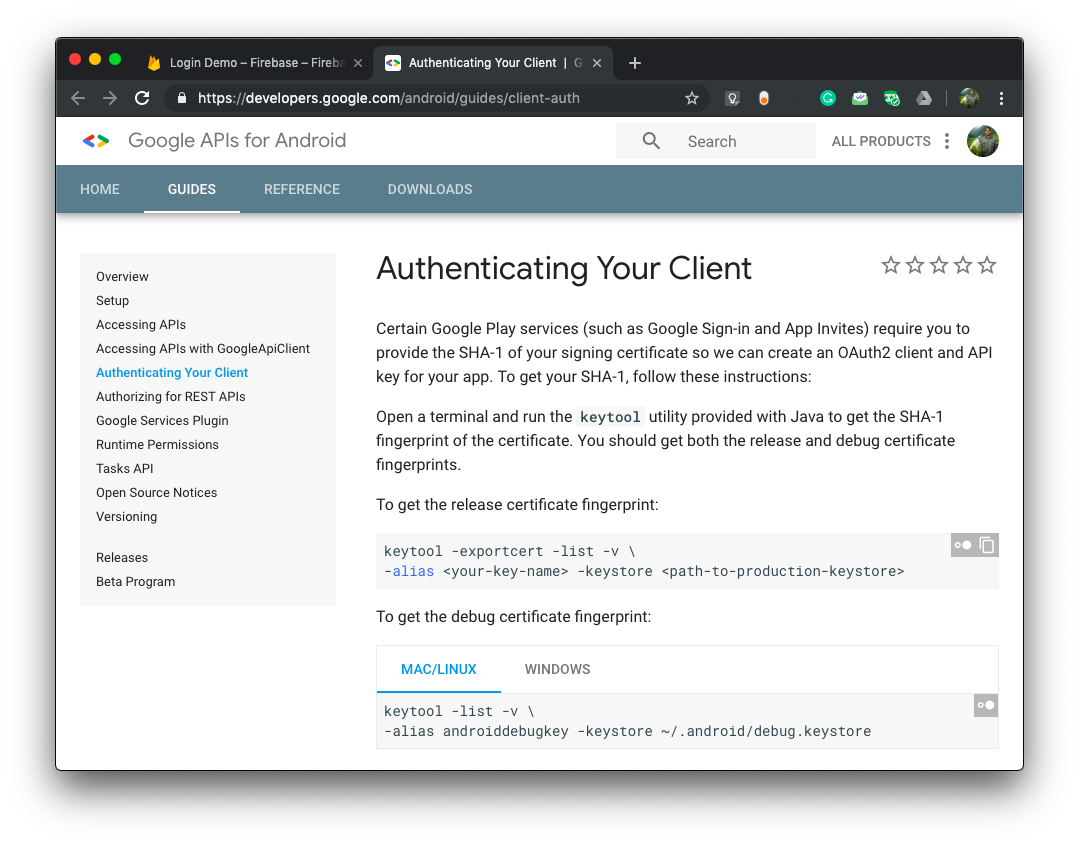 Login Demo – Firebase – Fireba
Authenticating Your Client | G
https://developers.google.com/android/guides/client-auth
Google APIs for Android
Search
ALL PRODUCTS
HOME
GUIDES
REFERENCE
DOWNLOADS
Overview
Setup
Accessing APIs
Accessing APIs with GoogleApiClient
Authenticating Your Client
Authorizing for REST APIs
Google Services Plugin
Runtime Permissions
Tasks API
Open Source Notices
Versioning
Releases
Beta Program
Authenticating Your Client
Certain Google Play services (such as Google Sign-in and App Invites) require you to
provide the SHA-1 of your signing certificate so we can create an OAuth2 client and API
key for your app. To get your SHA-1, follow these instructions:
Open a terminal and run the keytool utility provided with Java to get the SHA-1
fingerprint of the certificate. You should get both the release and debug certificate
fingerprints.
To get the release certificate fingerprint:
keytool -exportcert -list -v \
-alias <your-key-name> -keystore <path-to-production-keystore>
To get the debug certificate fingerprint:
MAC/LINUX
WINDOWS
keytool -list -v \
-alias androiddebugkey -keystore ~/.android/debug.keystore